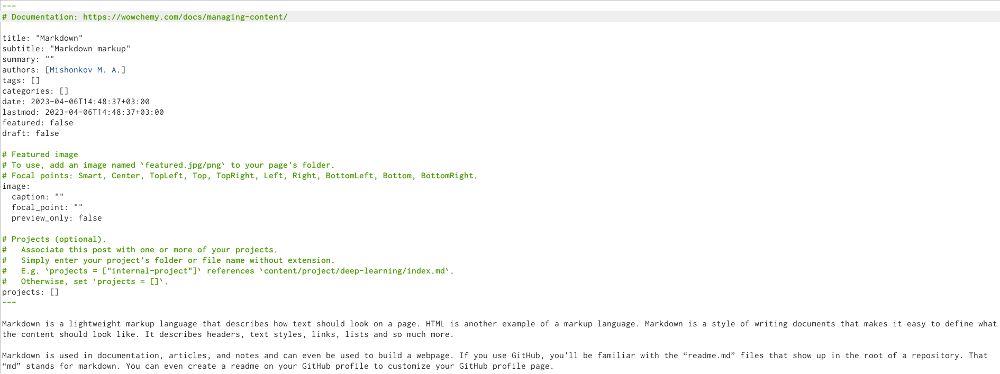 ---
# Documentation: https://wowchemy.com/docs/managing-content/

title: "Markdown"
subtitle: "Markdown markup"
summary: ""
authors: [Mishonkov M. A.]
tags: []
categories: []
date: 2023-04-06T14:48:37+03:00
lastmod: 2023-04-06T14:48:37+03:00
featured: false
draft: false

# Featured image
# To use, add an image named `featured.jpg/png` to your page's folder.
# Focal points: Smart, Center, TopLeft, Top, TopRight, Left, Right, BottomLeft, Bottom, BottomRight.
image:
  caption: ""
  focal_point: ""
  preview_only: false

# Projects (optional).
#   Associate this post with one or more of your projects.
#   Simply enter your project's folder or file name without extension.
#   E.g. `projects = ["internal-project"]` references `content/project/deep-learning/index.md`.
#   Otherwise, set `projects = []`.
projects: []
---

Markdown is a lightweight markup language that describes how text should look on a page. HTML is another example of a markup language. Markdown is a style of writing documents that makes it easy to define what
the content should look like. It describes headers, text styles, links, lists and so much more.

Markdown is used in documentation, articles, and notes and can even be used to build a webpage. If you use GitHub, you'll be familiar with the “readme.md” files that show up in the root of a repository. That
“md” stands for markdown. You can even create a readme on your GitHub profile to customize your GitHub profile page.